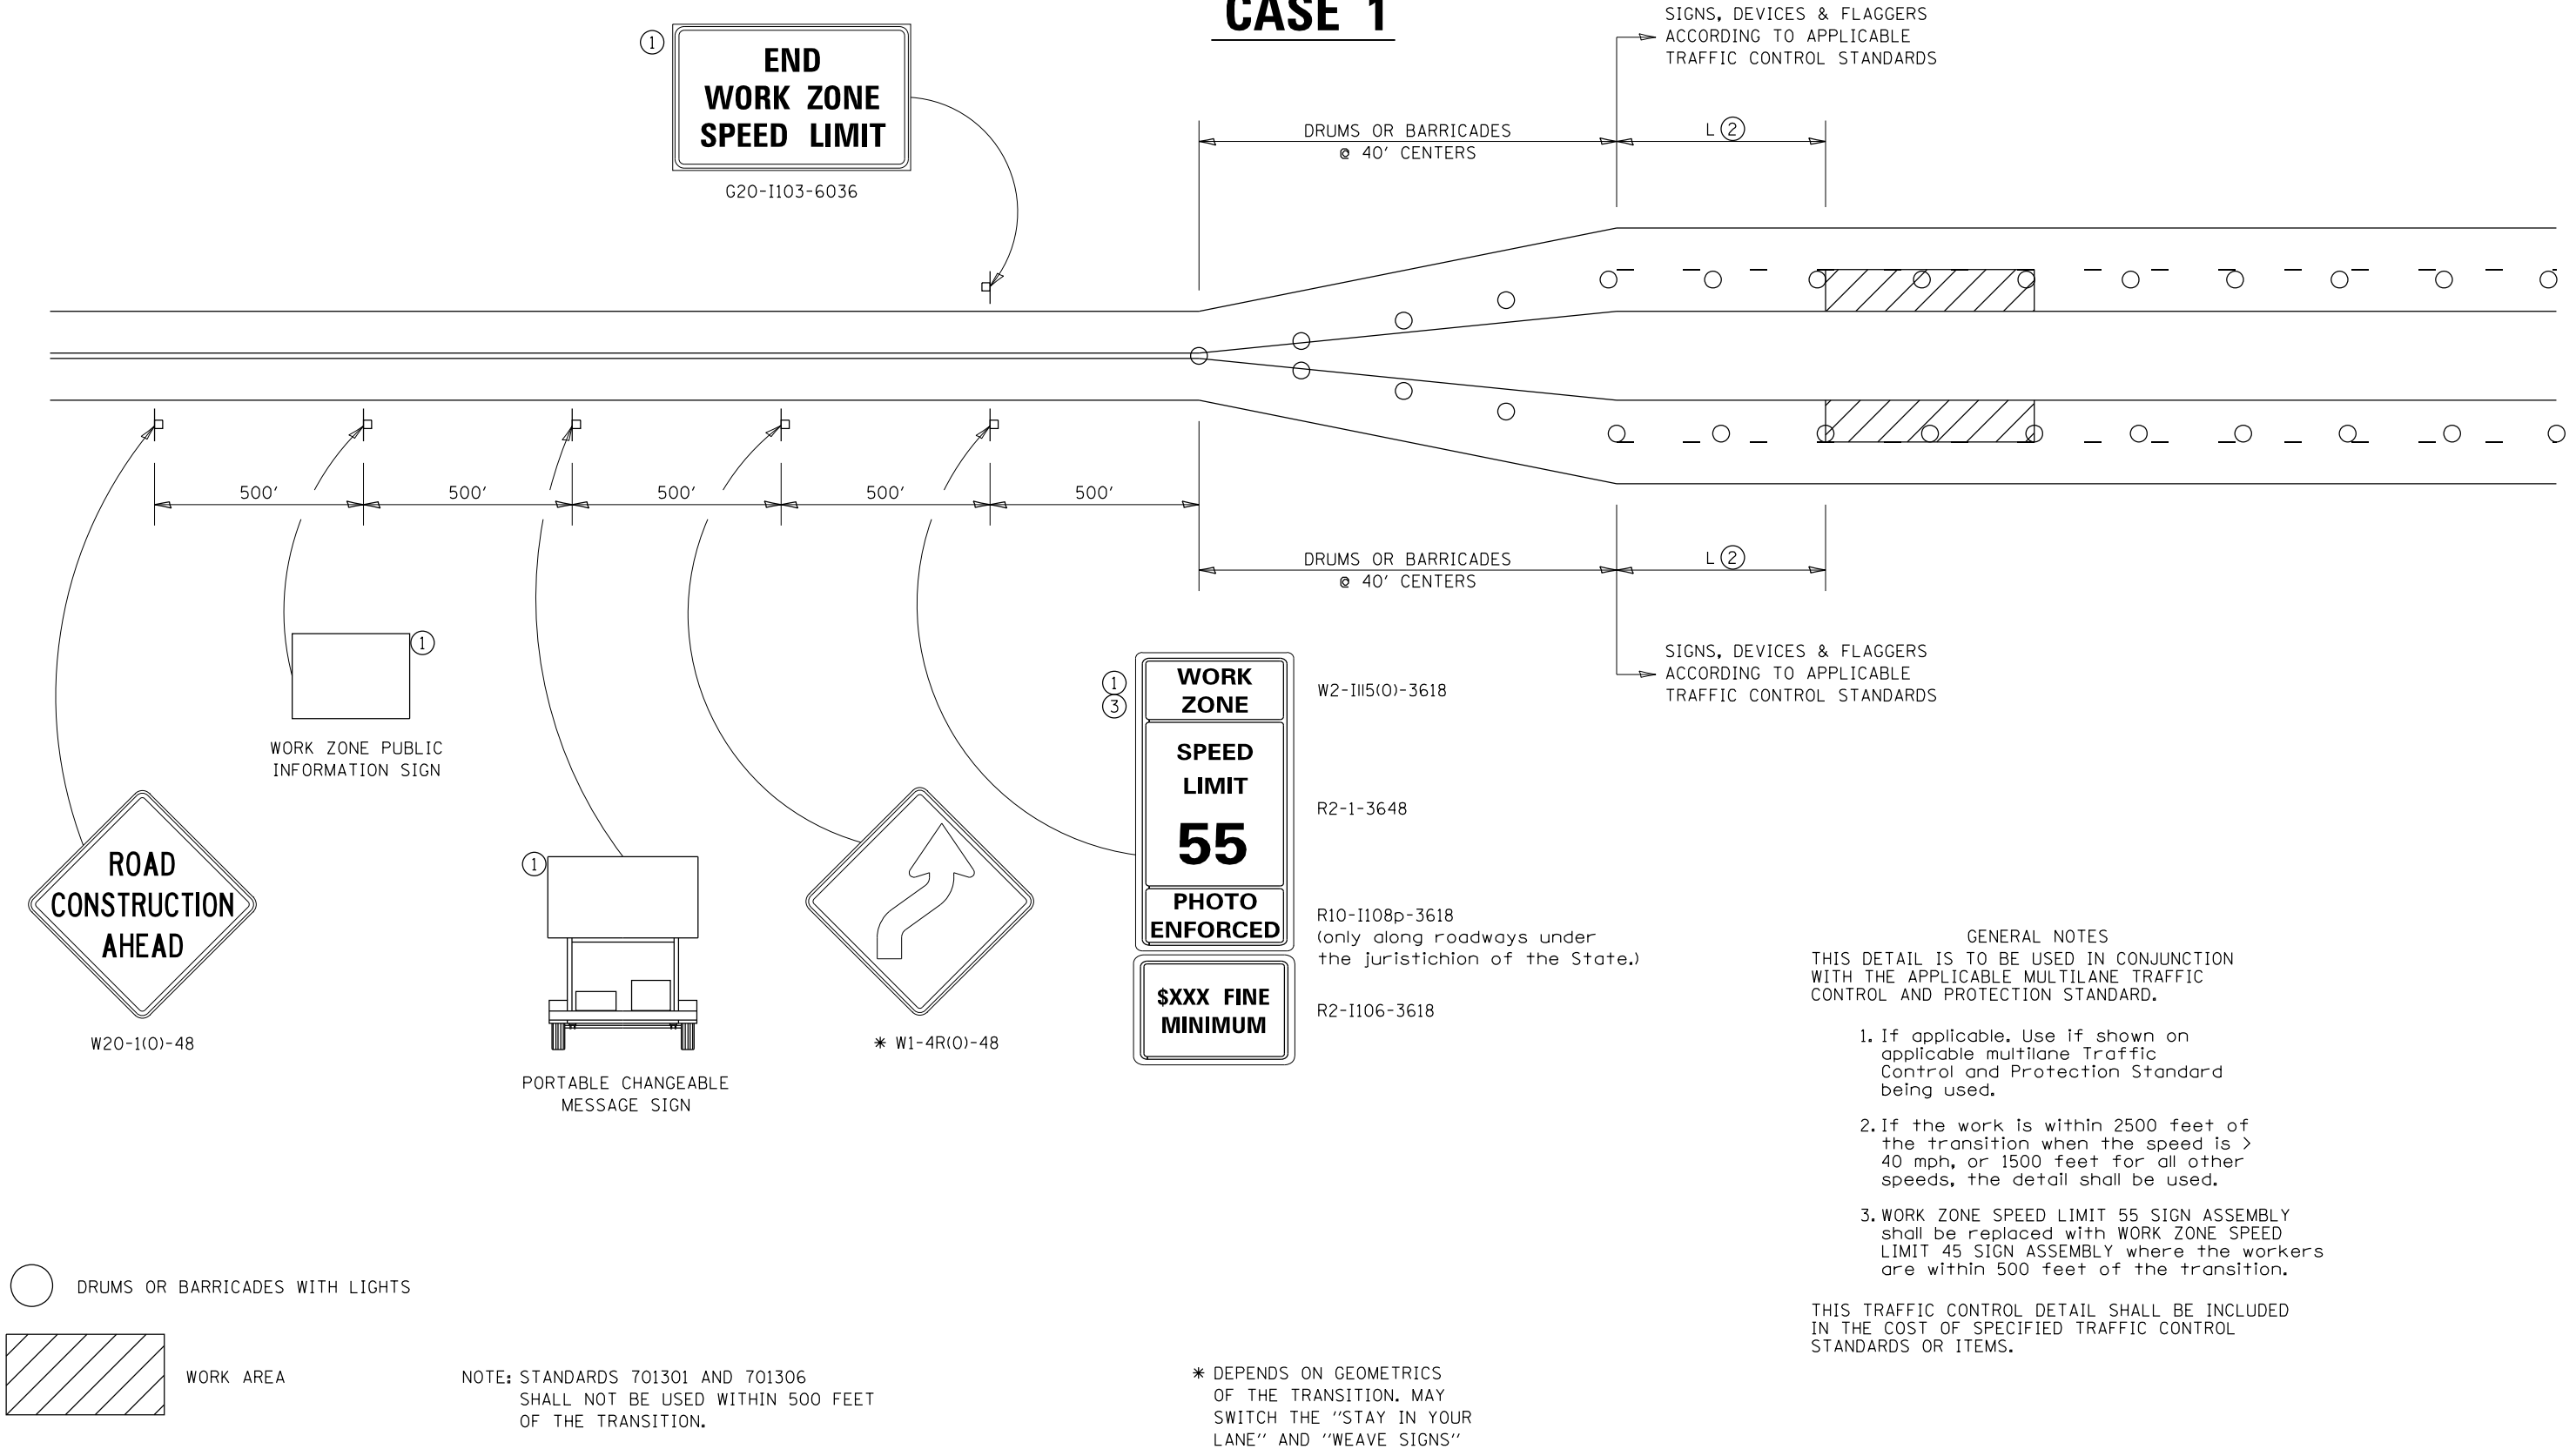 CASE 1
SIGNS, DEVICES & FLAGGERS
ACCORDING TO APPLICABLE
TRAFFIC CONTROL STANDARDS
1
END
WORK ZONE
SPEED LIMIT
G20-I103-6036
DRUMS OR BARRICADES
@ 40' CENTERS
L 2
500'
500'
500'
500'
500'
DRUMS OR BARRICADES
@ 40' CENTERS
L 2
SIGNS, DEVICES & FLAGGERS
ACCORDING TO APPLICABLE
TRAFFIC CONTROL STANDARDS
1
WORK ZONE PUBLIC
INFORMATION SIGN
ROAD
CONSTRUCTION
AHEAD
W20-1(O)-48
1
PORTABLE CHANGEABLE
MESSAGE SIGN
* W1-4R(O)-48
1
3
WORK
ZONE
W2-I115(O)-3618
SPEED
LIMIT
55
R2-1-3648
PHOTO
ENFORCED
R10-I108p-3618
(only along roadways under
the juristichion of the State.)
$XXX FINE
MINIMUM
R2-I106-3618
GENERAL NOTES
THIS DETAIL IS TO BE USED IN CONJUNCTION
WITH THE APPLICABLE MULTILANE TRAFFIC
CONTROL AND PROTECTION STANDARD.
1. If applicable. Use if shown on
applicable multilane Traffic
Control and Protection Standard
being used.
2. If the work is within 2500 feet of
the transition when the speed is >
40 mph, or 1500 feet for all other
speeds, the detail shall be used.
3. WORK ZONE SPEED LIMIT 55 SIGN ASSEMBLY
shall be replaced with WORK ZONE SPEED
LIMIT 45 SIGN ASSEMBLY where the workers
are within 500 feet of the transition.
THIS TRAFFIC CONTROL DETAIL SHALL BE INCLUDED
IN THE COST OF SPECIFIED TRAFFIC CONTROL
STANDARDS OR ITEMS.
DRUMS OR BARRICADES WITH LIGHTS
WORK AREA
NOTE: STANDARDS 701301 AND 701306
SHALL NOT BE USED WITHIN 500 FEET
OF THE TRANSITION.
* DEPENDS ON GEOMETRICS
OF THE TRANSITION. MAY
SWITCH THE "STAY IN YOUR
LANE" AND "WEAVE SIGNS"